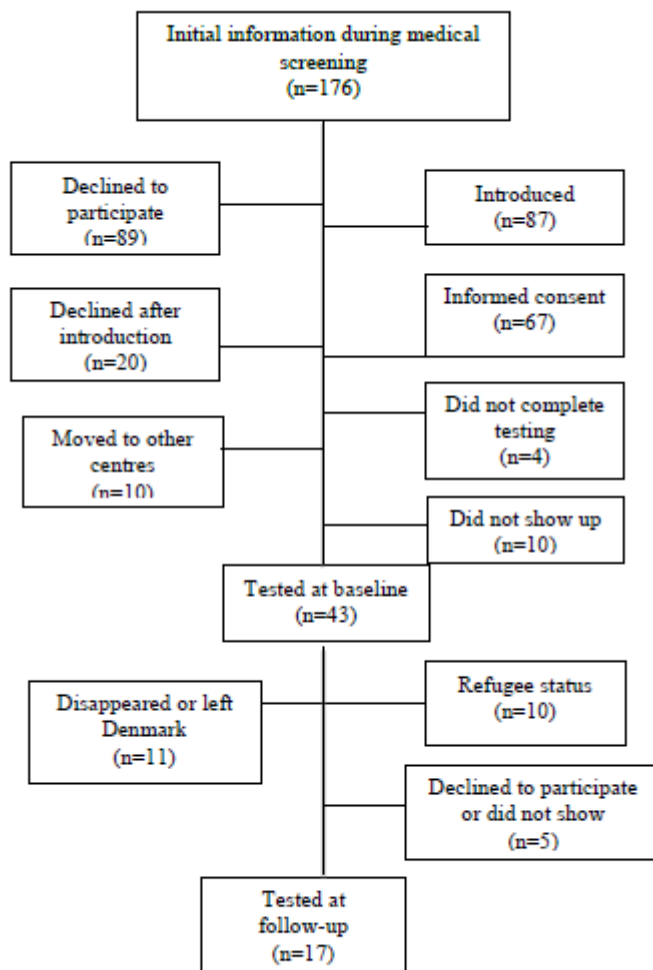 Initial information during medical
screening
(n=176)
Declined to
participate
(n=89)
Introduced
(n=87)
Informed consent
(n=67)
Declined after
introduction
(n=20)
Did not complete
testing
(n=4)
Moved to other
centres
(n=10)
Did not show up
(n=10)
Tested at baseline
(n=43)
Refugee status
(n=10)
Disappeared or left
Denmark
(n=11)
Declined to participate
or did not show
(n=5)
Tested at
follow-up
(n=17)